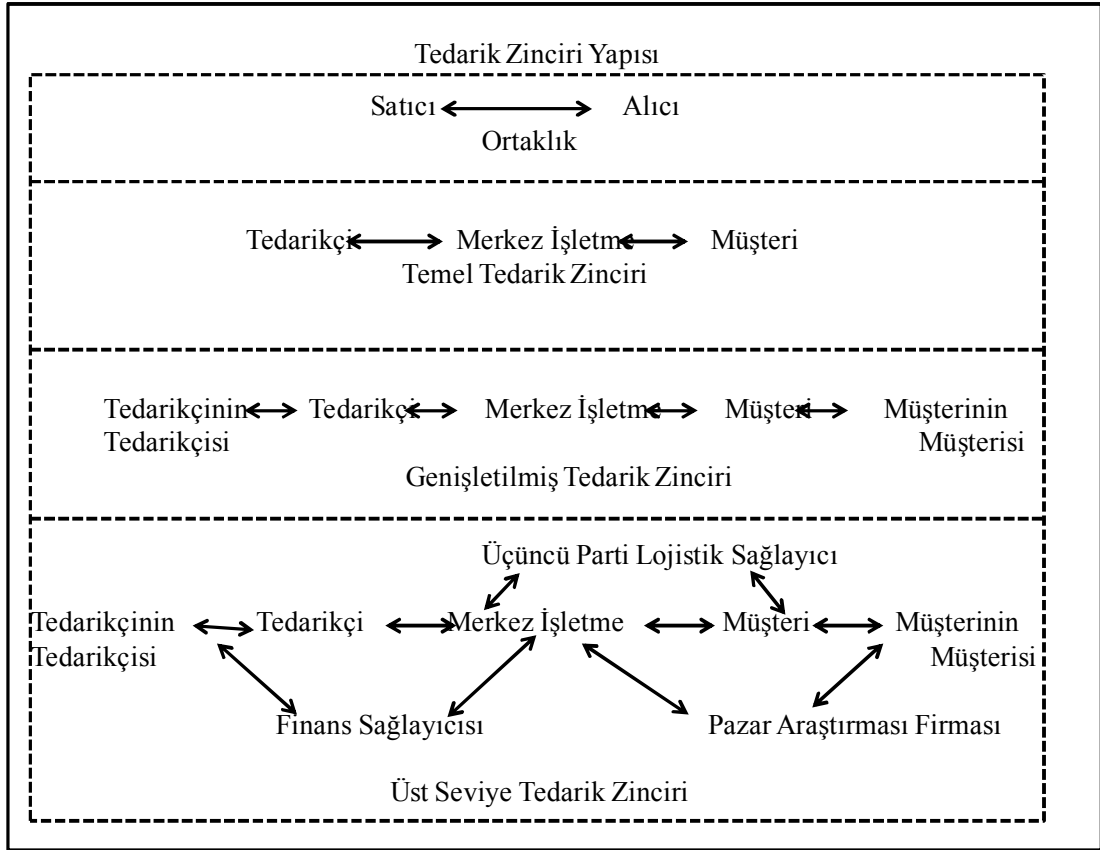 Tedarik Zinciri Yapısı
Satıcı Alıcı
Ortaklık
Tedarikçi Merkez İşletme Müşteri
Temel Tedarik Zinciri
Tedarikçinin Tedarikçi Merkez İşletme Müşteri Müşterinin
Tedarikçisi Müşterisi
Genişletilmiş Tedarik Zinciri
Üçüncü Parti Lojistik Sağlayıcı
Tedarikçinin Tedarikçi Merkez İşletme Müşteri Müşterinin
Tedarikçisi Müşterisi
Finans Sağlayıcısı Pazar Araştırması Firması
Üst Seviye Tedarik Zinciri